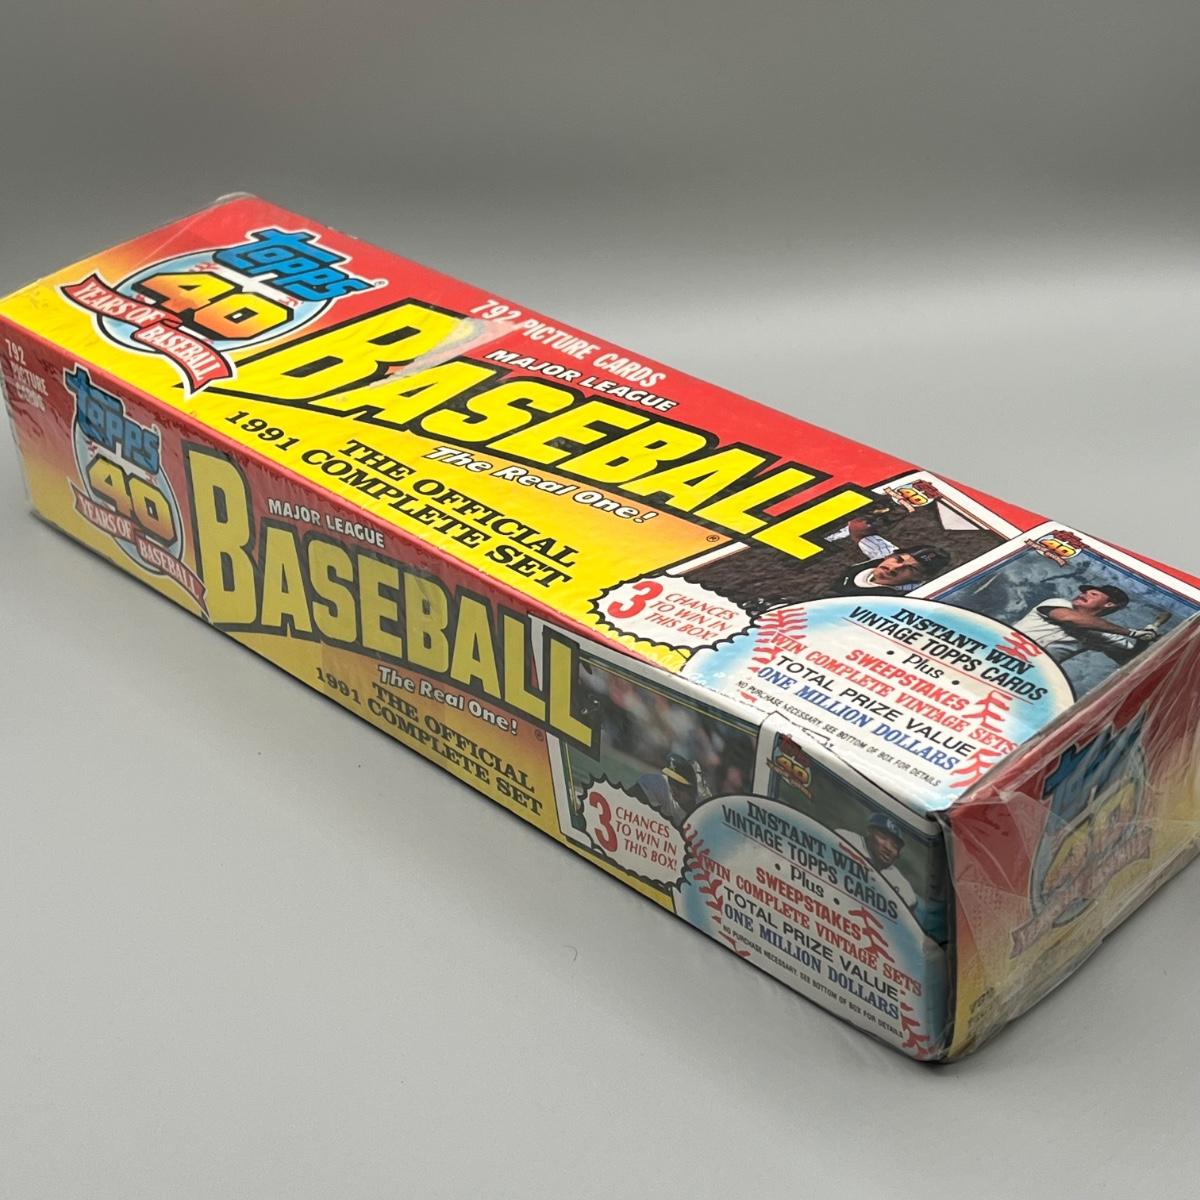 Topps®
40
YEARS OF BASEBALL
792 PICTURE CARDS
MAJOR LEAGUE
BASEBALL®
The Real One!
THE OFFICIAL
1991 COMPLETE SET
3 CHANCES
TO WIN IN
THIS BOX!
40
40
INSTANT WIN
VINTAGE TOPPS CARDS
• Plus •
SWEEPSTAKES
WIN COMPLETE VINTAGE SETS
TOTAL PRIZE VALUE
ONE MILLION DOLLARS
NO PURCHASE NECESSARY. SEE BOTTOM OF BOX FOR DETAILS
792
PICTURE
CARDS
Topps
40
YEARS OF BASEBALL
MAJOR LEAGUE
BASEBALL®
The Real One!
THE OFFICIAL
1991 COMPLETE SET
3 CHANCES
TO WIN IN
THIS BOX!
40
INSTANT WIN
VINTAGE TOPPS CARDS
• Plus •
SWEEPSTAKES
WIN COMPLETE VINTAGE SETS
TOTAL PRIZE VALUE
ONE MILLION DOLLARS
NO PURCHASE NECESSARY. SEE BOTTOM OF BOX FOR DETAILS
Topps
40